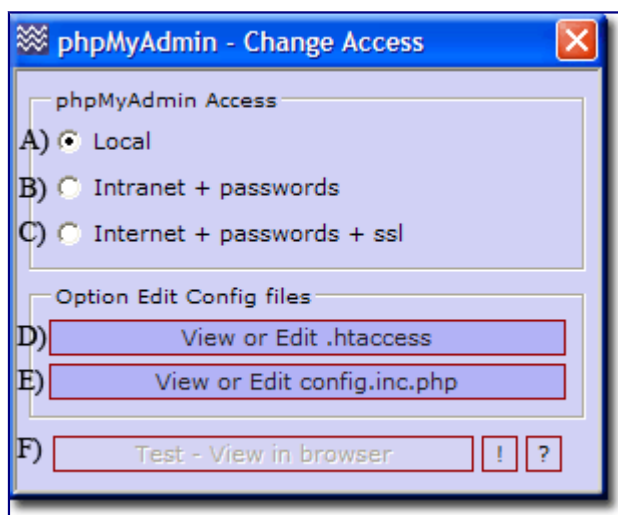 phpMyAdmin - Change Access
phpMyAdmin Access
A) Local
B) Intranet + passwords
C) Internet + passwords + ssl
Option Edit Config files
D) View or Edit .htaccess
E) View or Edit config.inc.php
F) Test - View in browser ! ?